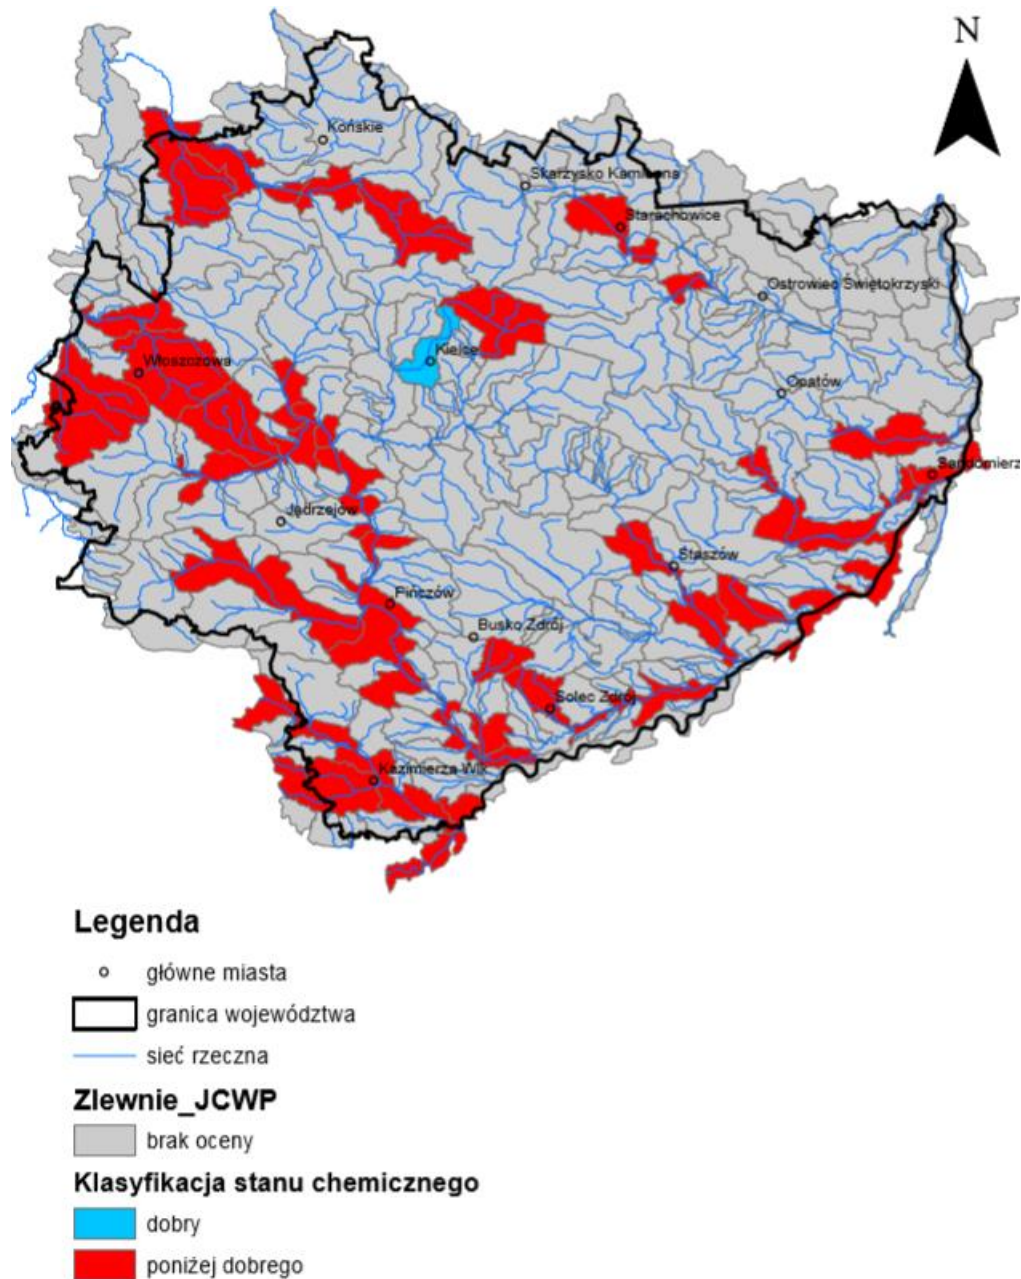 N
Końskie
Skarżysko Kamienna
Starachowice
Ostrowiec Świętokrzyski
Kielce
Włoszczowa
Opatów
Sandomierz
Jędrzejów
Staszów
Pińczów
Busko Zdrój
Solec Zdrój
Kazimierza Wlk
Legenda
główne miasta
granica województwa
sieć rzeczna
Zlewnie_JCWP
brak oceny
Klasyfikacja stanu chemicznego
dobry
poniżej dobrego